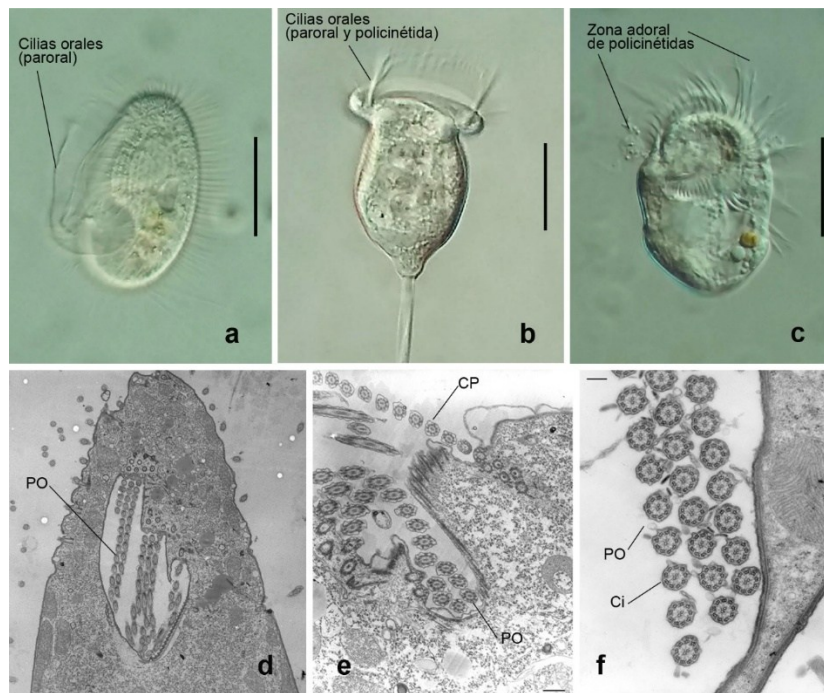 Cilias orales
(paroral)
Cilias orales
(paroral y policinétida)
Zona adoral
de policinétidas
a
b
c
PO
d
CP
PO
e
PO
Ci
f